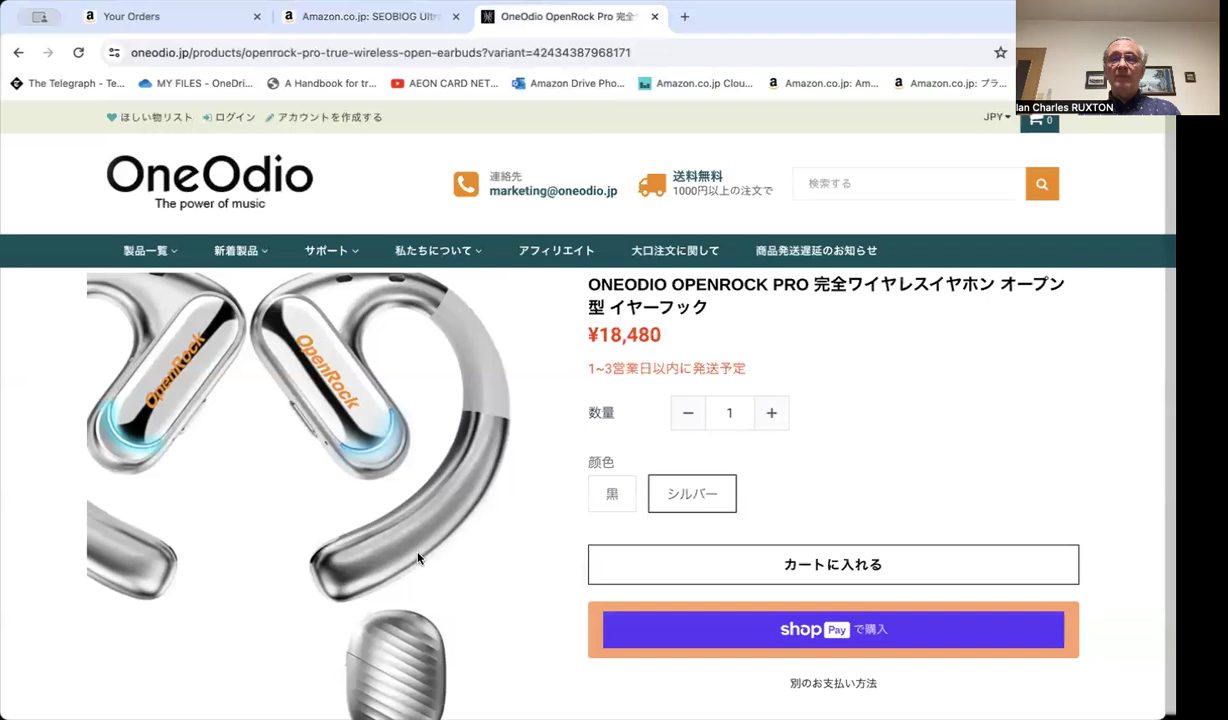 Your Orders
Amazon.co.jp: SEOBIOG Ultr
OneOdio OpenRock Pro 完全
oneodio.jp/products/openrock-pro-true-wireless-open-earbuds?variant=42434387968171
The Telegraph - Te...
MY FILES - OneDri...
A Handbook for tr...
AEON CARD NET...
Amazon Drive Pho...
Amazon.co.jp Clou...
Amazon.co.jp: Am...
Amazon.co.jp: プラ...
Ian Charles RUXTON
ほしい物リスト
ログイン
アカウントを作成する
JPY
0
OneOdio
The power of music
連絡先
marketing@oneodio.jp
送料無料
1000円以上の注文で
検索する
製品一覧
新着製品
サポート
私たちについて
アフィリエイト
大口注文に関して
商品発送遅延のお知らせ
OpenRock
OpenRock
ONEODIO OPENROCK PRO 完全ワイヤレスイヤホン オープン
型 イヤーフック
¥18,480
1~3営業日以内に発送予定
数量
− 1 +
颜色
黒
シルバー
カートに入れる
shop Pay で購入
別のお支払い方法